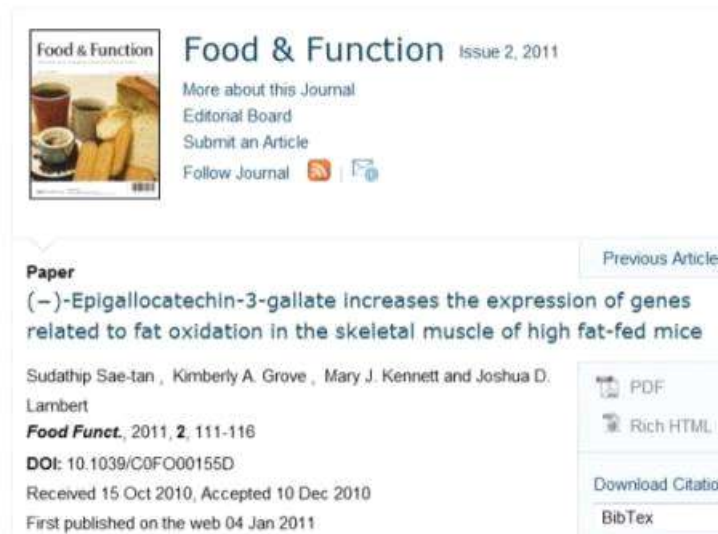 Food & Function
Food & Function Issue 2, 2011
More about this Journal
Editorial Board
Submit an Article
Follow Journal
Previous Article
Paper
(−)-Epigallocatechin-3-gallate increases the expression of genes
related to fat oxidation in the skeletal muscle of high fat-fed mice
Sudathip Sae-tan , Kimberly A. Grove , Mary J. Kennett and Joshua D.
Lambert
Food Funct., 2011, 2, 111-116
DOI: 10.1039/C0FO00155D
Received 15 Oct 2010, Accepted 10 Dec 2010
First published on the web 04 Jan 2011
PDF
Rich HTML
Download Citatio
BibTex